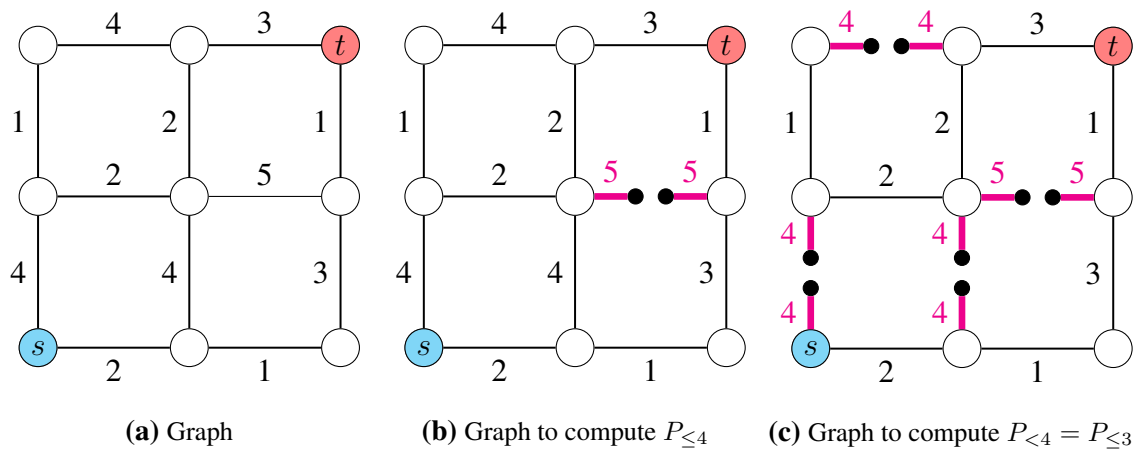 4 3 4 3 4 4 3
t t t
1 2 1 1 2 1 1 2 1
2 5 2 5 5 2 5 5
4 4 3 4 4 3 4 4 3
4 4
s s s
2 1 2 1 2 1
(a) Graph (b) Graph to compute P≤4 (c) Graph to compute P<4 = P≤3